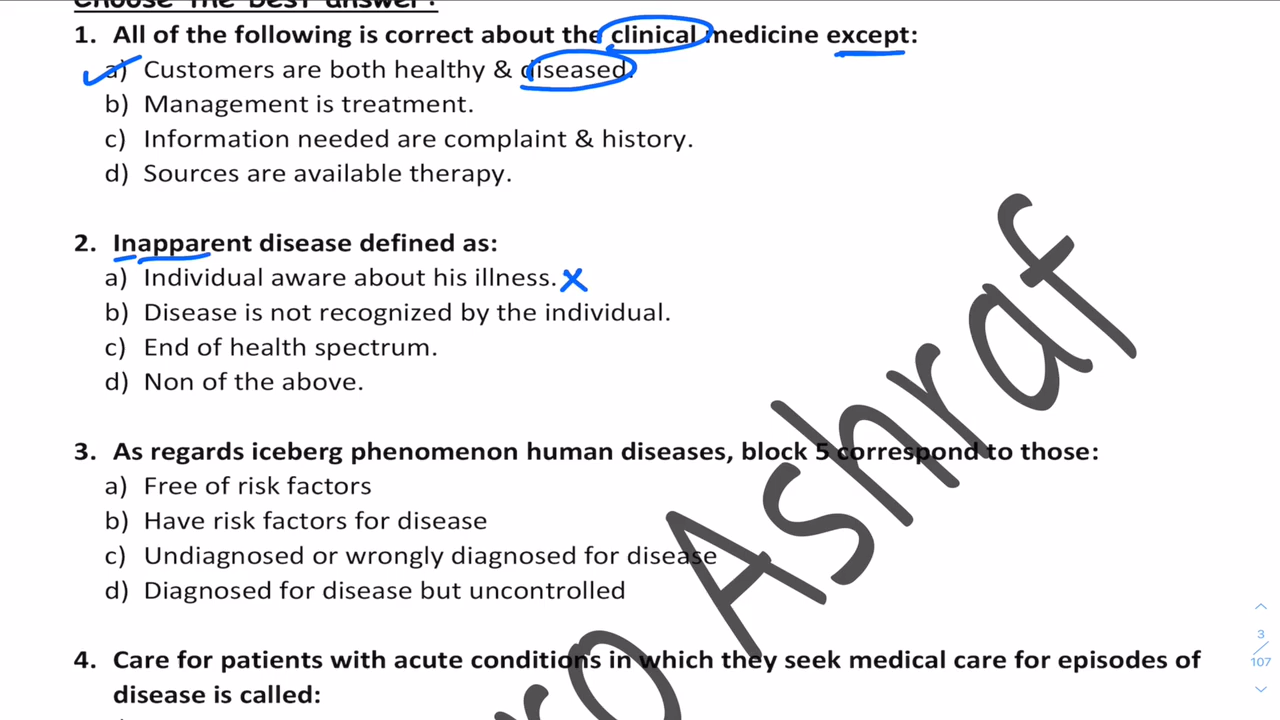 Choose The best answer:
1. All of the following is correct about the clinical medicine except:
a) Customers are both healthy & diseased.
b) Management is treatment.
c) Information needed are complaint & history.
d) Sources are available therapy.
2. Inapparent disease defined as:
a) Individual aware about his illness. X
b) Disease is not recognized by the individual.
c) End of health spectrum.
d) Non of the above.
3. As regards iceberg phenomenon human diseases, block 5 correspond to those:
a) Free of risk factors
b) Have risk factors for disease
c) Undiagnosed or wrongly diagnosed for disease
d) Diagnosed for disease but uncontrolled
4. Care for patients with acute conditions in which they seek medical care for episodes of
disease is called:
ro Ashraf
3
/
107